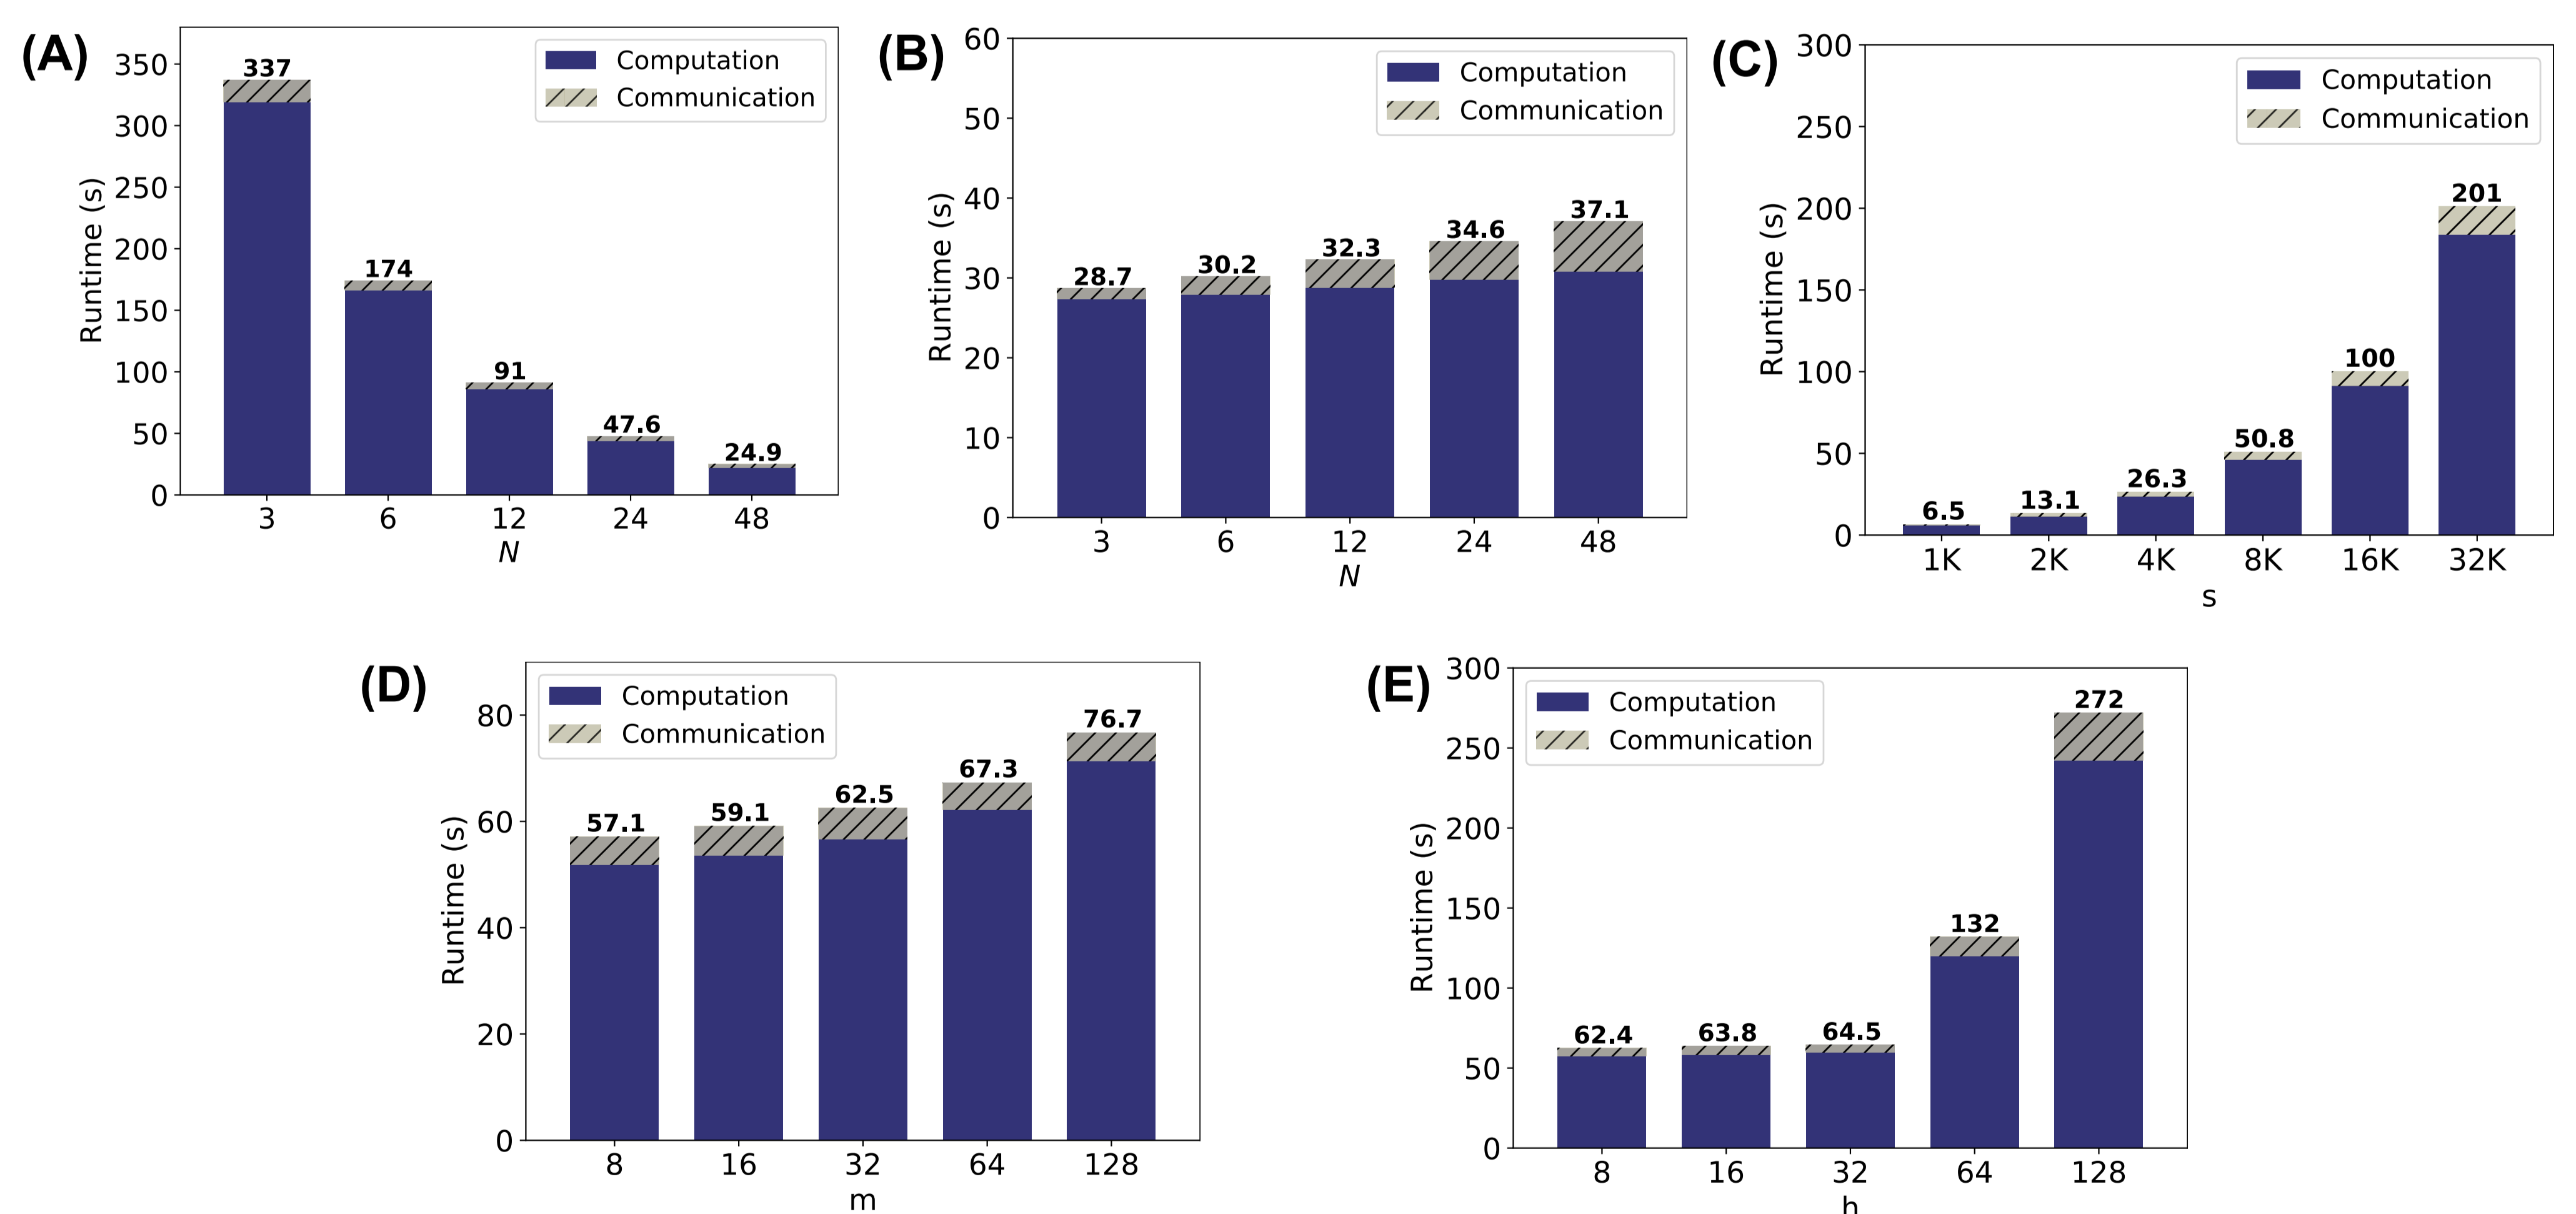 (A)
Runtime (s)
350
300
250
200
150
100
50
0
337
174
91
47.6
24.9
Computation
Communication
3 6 12 24 48
N
(B)
Runtime (s)
60
50
40
30
20
10
0
28.7
30.2
32.3
34.6
37.1
Computation
Communication
3 6 12 24 48
N
(C)
Runtime (s)
300
250
200
150
100
50
0
6.5
13.1
26.3
50.8
100
201
Computation
Communication
1K 2K 4K 8K 16K 32K
s
(D)
Runtime (s)
80
60
40
20
0
Computation
Communication
57.1
59.1
62.5
67.3
76.7
8 16 32 64 128
m
(E)
Runtime (s)
300
250
200
150
100
50
0
Computation
Communication
62.4
63.8
64.5
132
272
8 16 32 64 128
h